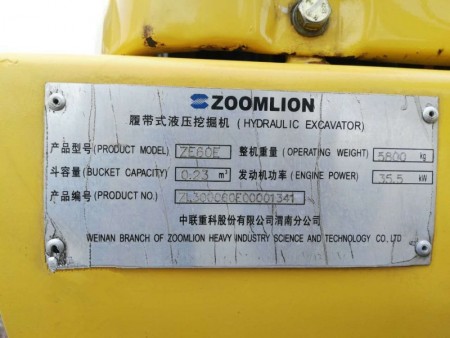 ZOOMLION
履带式液压挖掘机 (HYDRAULIC EXCAVATOR)
产品型号 (PRODUCT MODEL) ZE60E 整机重量 (OPERATING WEIGHT) 5800 kg
斗容量 (BUCKET CAPACITY) 0.23 m³ 发动机功率 (ENGINE POWER) 35.5 kW
产品编号 (PRODUCT NO.)
中联重科股份有限公司渭南分公司
WEINAN BRANCH OF ZOOMLION HEAVY INDUSTRY SCIENCE AND TECHNOLOGY CO., LTD